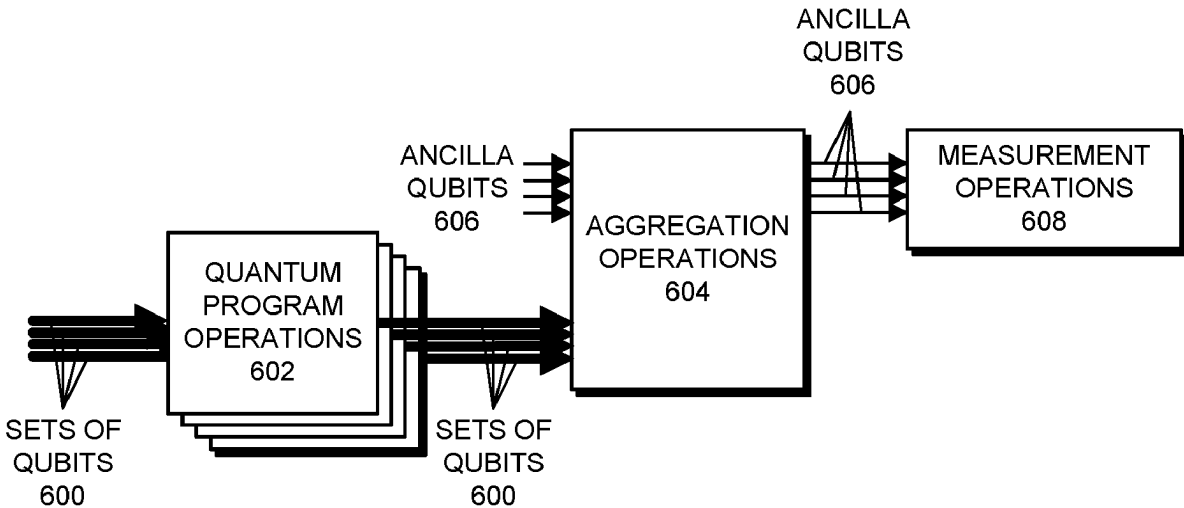 ANCILLA
QUBITS
606
ANCILLA
QUBITS
606
AGGREGATION
OPERATIONS
604
MEASUREMENT
OPERATIONS
608
QUANTUM
PROGRAM
OPERATIONS
602
SETS OF
QUBITS
600
SETS OF
QUBITS
600